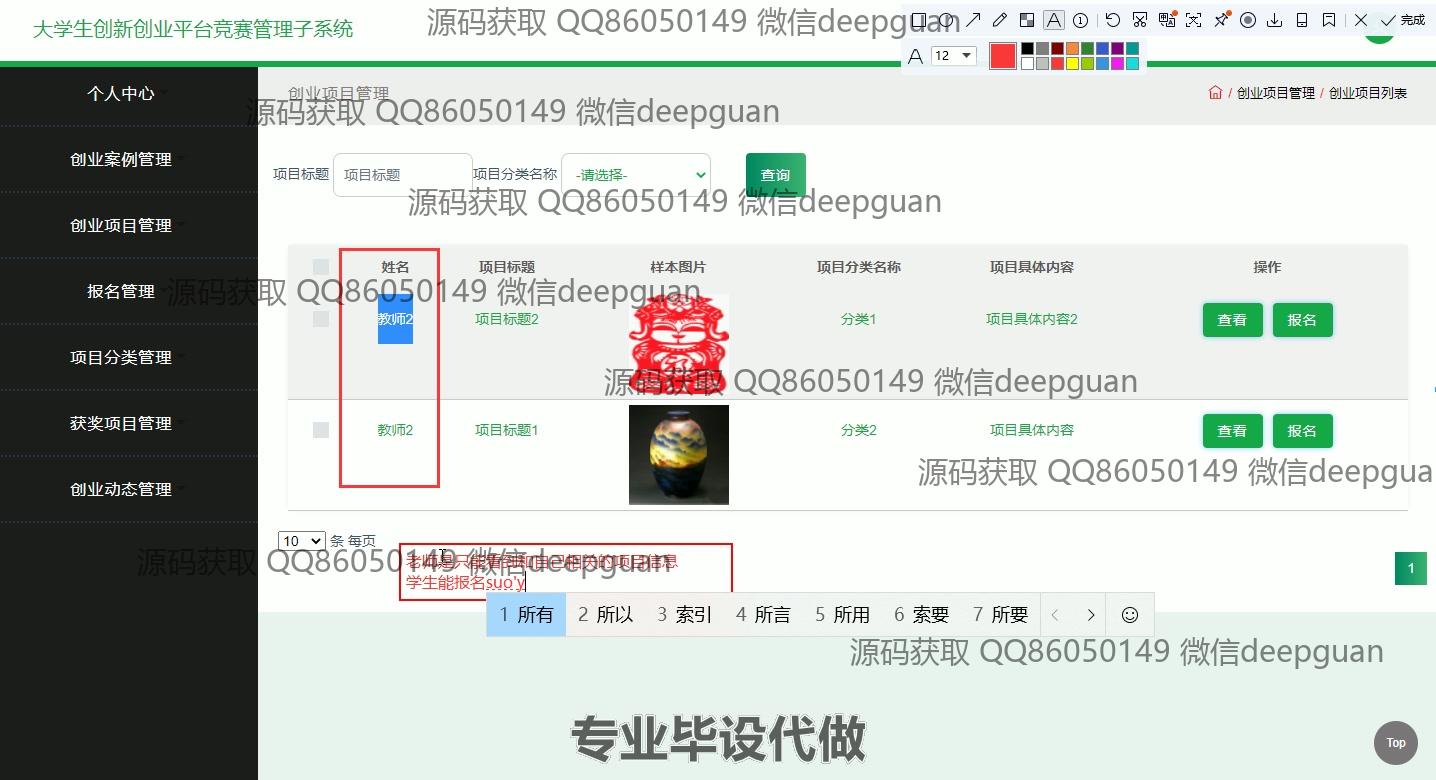 大学生创新创业平台竞赛管理子系统
源码获取 QQ86050149 微信deepguan
完成
A 12
个人中心
创业项目管理
/ 创业项目管理 / 创业项目列表
源码获取 QQ86050149 微信deepguan
创业案例管理
项目标题 项目标题 项目分类名称 -请选择- 查询
源码获取 QQ86050149 微信deepguan
创业项目管理
姓名 项目标题 样本图片 项目分类名称 项目具体内容 操作
报名管理
源码获取 QQ86050149 微信deepguan
教师2 项目标题2 分类1 项目具体内容2 查看 报名
项目分类管理
源码获取 QQ86050149 微信deepguan
获奖项目管理
教师2 项目标题1 分类2 项目具体内容 查看 报名
源码获取 QQ86050149 微信deepgua
创业动态管理
10 条 每页
源码获取 QQ86050149 微信deepguan
老师是只能看到和自己相关的项目信息
1
学生能报名suo'y
1 所有 2 所以 3 索引 4 所言 5 所用 6 索要 7 所要
源码获取 QQ86050149 微信deepguan
专业毕设代做
Top